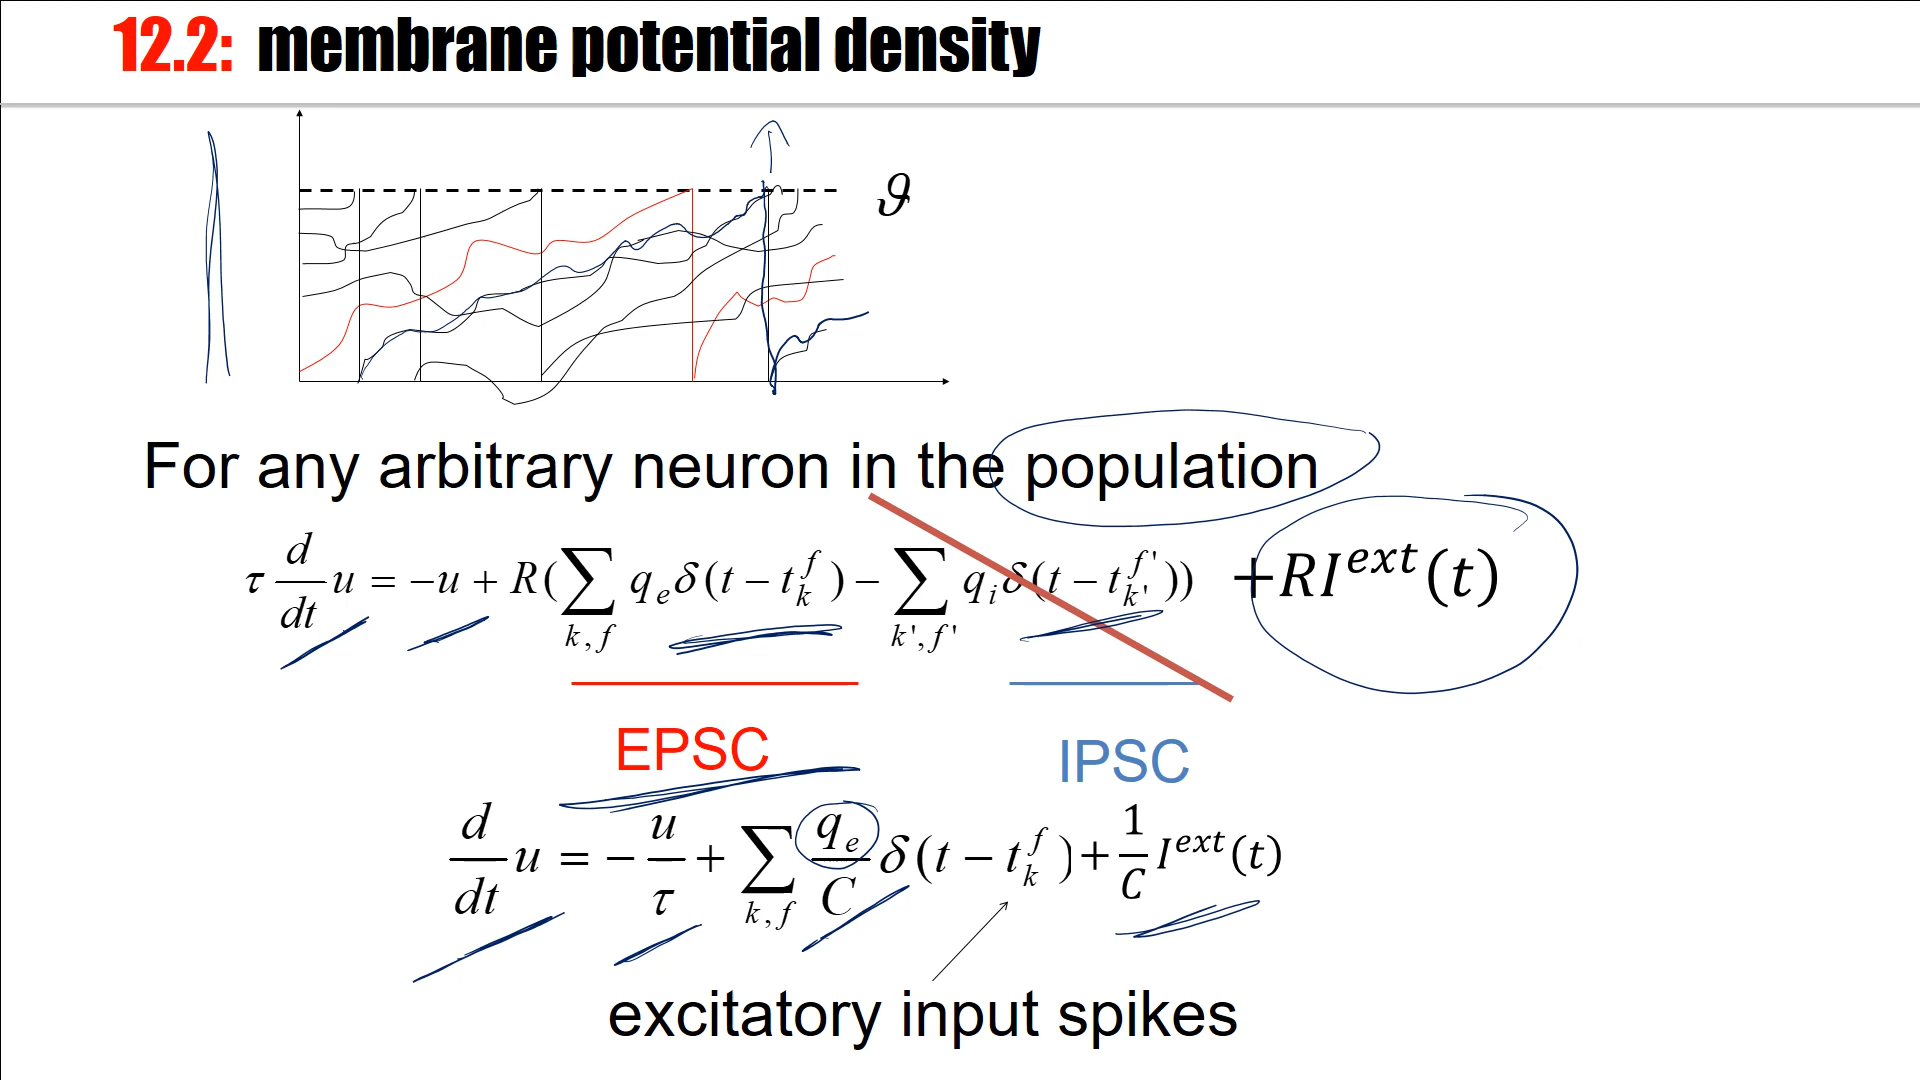 12.2: membrane potential density
ϑ
For any arbitrary neuron in the population
τ d/dt u = −u + R(∑_{k,f} q_e δ(t − t_k^f) − ∑_{k',f'} q_i δ(t − t_{k'}^{f'})) +RI^{ext}(t)
EPSC
IPSC
d/dt u = − u/τ + ∑_{k,f} q_e/C δ(t − t_k^f) + 1/C I^{ext}(t)
excitatory input spikes